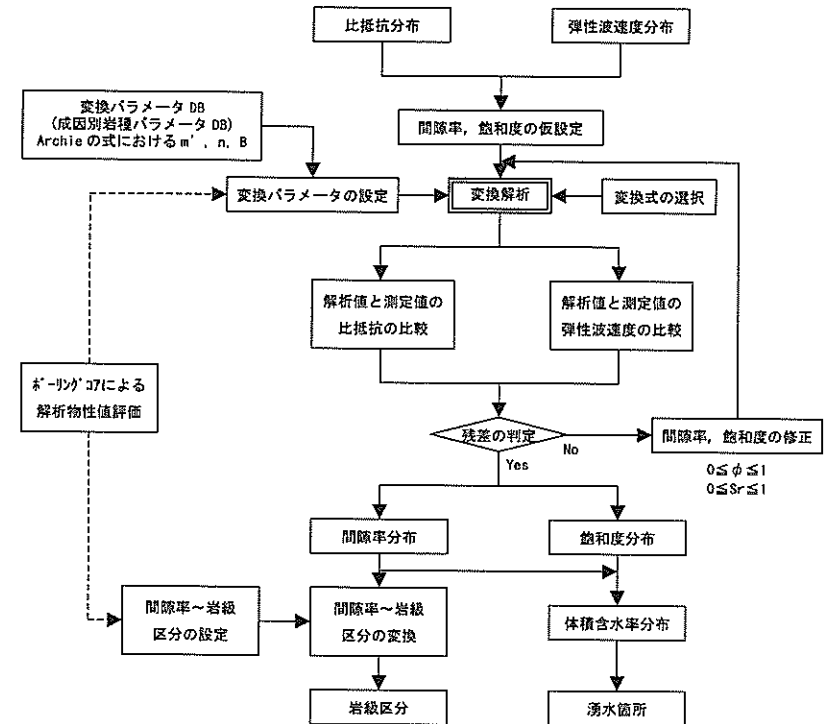 比抵抗分布
弾性波速度分布
変換パラメータ DB
(成因別岩種パラメータ DB)
Archie の式における m', n, B
間隙率, 飽和度の仮設定
変換パラメータの設定
変換解析
変換式の選択
解析値と測定値の
比抵抗の比較
解析値と測定値の
弾性波速度の比較
ボーリングコアによる
解析物性値評価
残差の判定
No
Yes
間隙率, 飽和度の修正
0≦φ≦1
0≦Sr≦1
間隙率分布
飽和度分布
間隙率~岩級
区分の設定
間隙率~岩級
区分の変換
体積含水率分布
岩級区分
湧水箇所